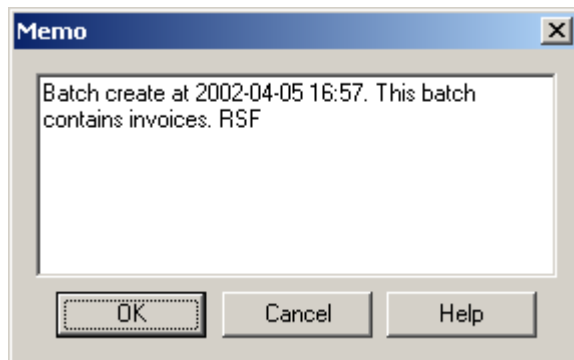 Memo
Batch create at 2002-04-05 16:57. This batch
contains invoices. RSF
OK Cancel Help